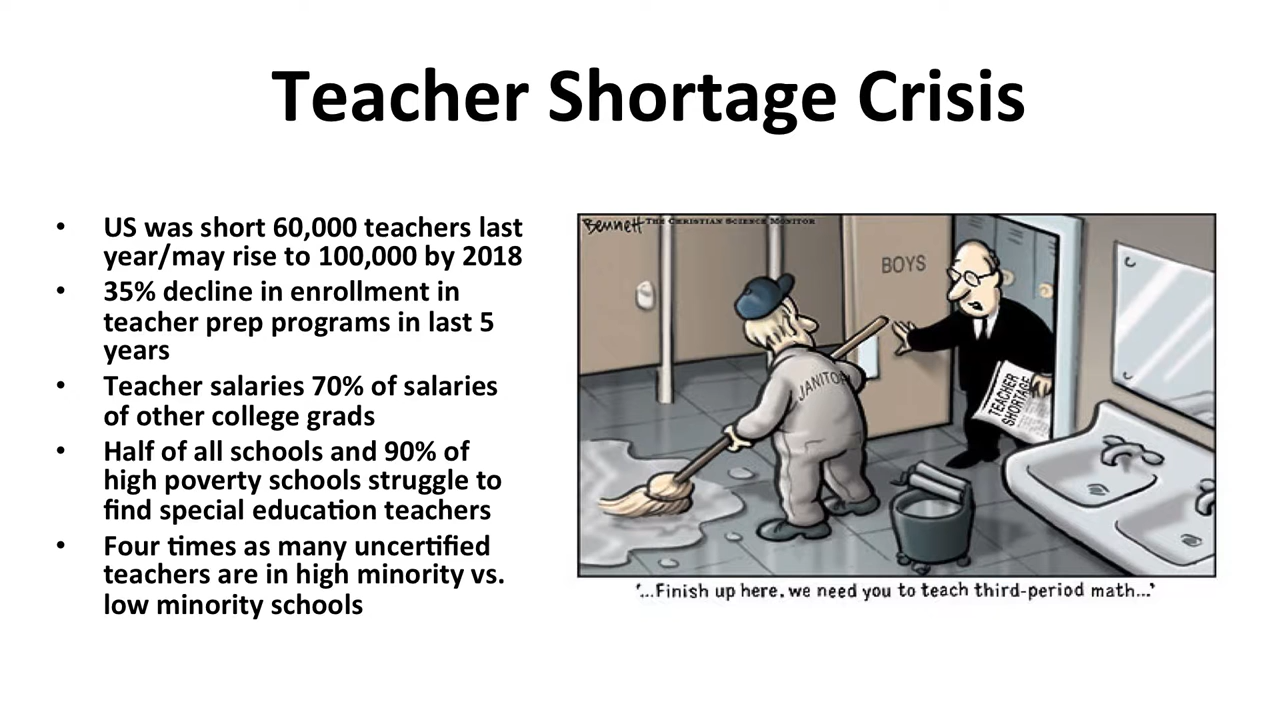 Teacher Shortage Crisis
• US was short 60,000 teachers last
year/may rise to 100,000 by 2018
• 35% decline in enrollment in
teacher prep programs in last 5
years
• Teacher salaries 70% of salaries
of other college grads
• Half of all schools and 90% of
high poverty schools struggle to
find special education teachers
• Four times as many uncertified
teachers are in high minority vs.
low minority schools
Bennett THE CHRISTIAN SCIENCE MONITOR
BOYS
JANITOR
TEACHER
SHORTAGE
'...Finish up here, we need you to teach third-period math...'